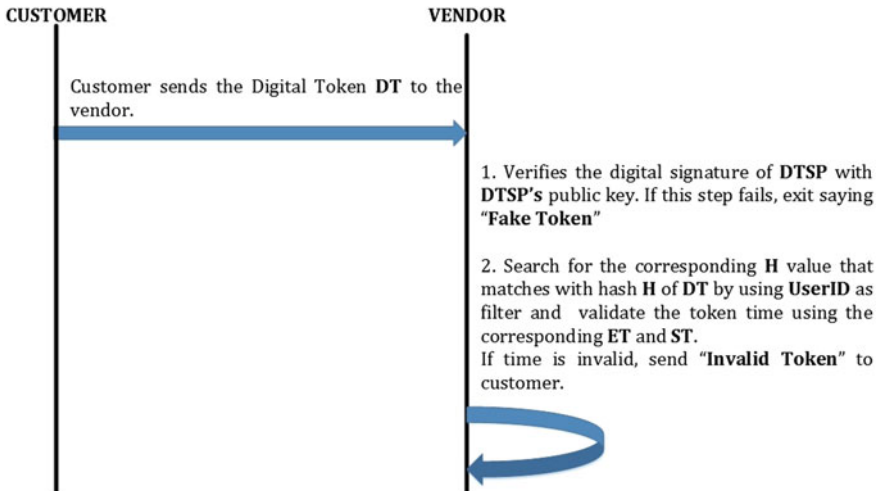 CUSTOMER
VENDOR
Customer sends the Digital Token DT to the
vendor.
1. Verifies the digital signature of DTSP with
DTSP's public key. If this step fails, exit saying
“Fake Token”
2. Search for the corresponding H value that
matches with hash H of DT by using UserID as
filter and validate the token time using the
corresponding ET and ST.
If time is invalid, send “Invalid Token” to
customer.